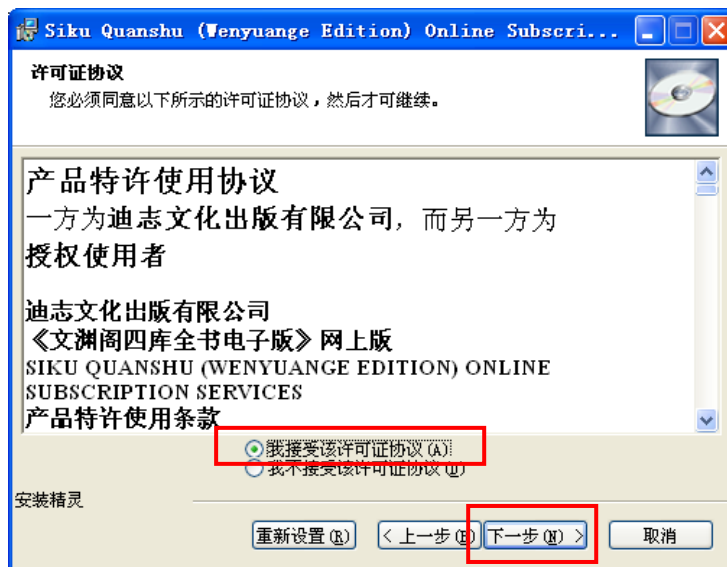 Siku Quanshu (Wenyuange Edition) Online Subscri...
许可证协议
您必须同意以下所示的许可证协议，然后才可继续。
产品特许使用协议
一方为迪志文化出版有限公司，而另一方为
授权使用者
迪志文化出版有限公司
《文渊阁四库全书电子版》网上版
SIKU QUANSHU (WENYUANGE EDITION) ONLINE
SUBSCRIPTION SERVICES
产品特许使用条款
我接受该许可证协议(A)
我不接受该许可证协议(U)
安装精灵
重新设置(R) < 上一步(B) 下一步(N) > 取消